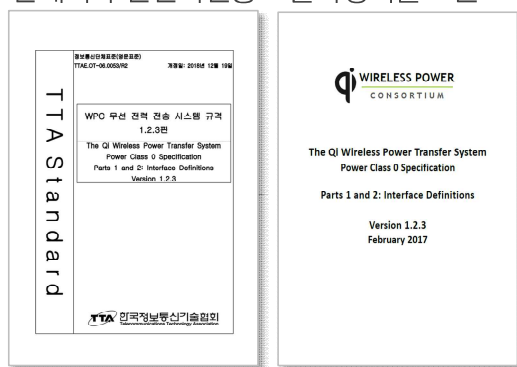 정보통신단체표준(영문표준)
TTAE.OT-06.0053/R2 개정일: 2018년 12월 19일
TTA Standard
WPC 무선 전력 전송 시스템 규격
1.2.3판
The Qi Wireless Power Transfer System
Power Class 0 Specification
Parts 1 and 2: Interface Definitions
Version 1.2.3
TTA 한국정보통신기술협회
Telecommunications Technology Association
qi WIRELESS POWER
CONSORTIUM
The Qi Wireless Power Transfer System
Power Class 0 Specification
Parts 1 and 2: Interface Definitions
Version 1.2.3
February 2017